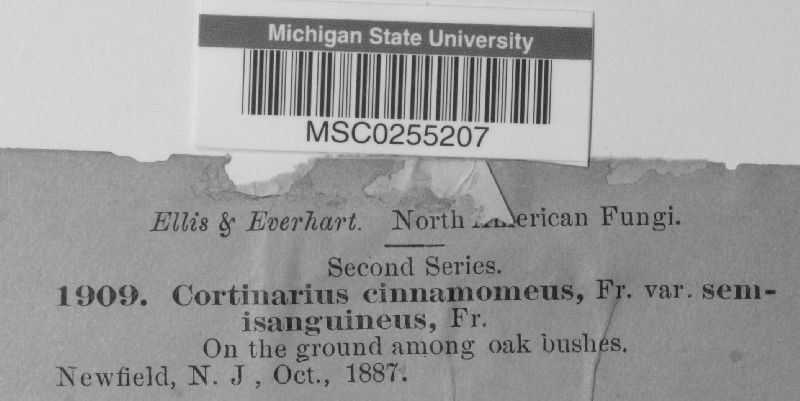 Michigan State University
MSC0255207
Ellis & Everhart. North American Fungi.
Second Series.
1909. Cortinarius cinnamomeus, Fr. var. sem-
isanguineus, Fr.
On the ground among oak bushes.
Newfield, N. J , Oct., 1887.